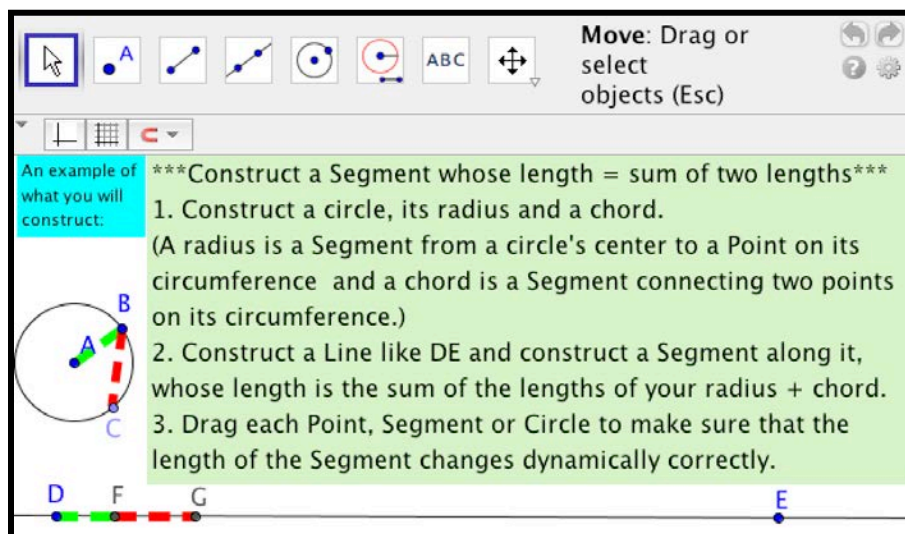 A
ABC
Move: Drag or
select
objects (Esc)
An example of
what you will
construct:
***Construct a Segment whose length = sum of two lengths***
1. Construct a circle, its radius and a chord.
(A radius is a Segment from a circle's center to a Point on its
circumference and a chord is a Segment connecting two points
on its circumference.)
2. Construct a Line like DE and construct a Segment along it,
whose length is the sum of the lengths of your radius + chord.
3. Drag each Point, Segment or Circle to make sure that the
length of the Segment changes dynamically correctly.
B
A
C
D F G E